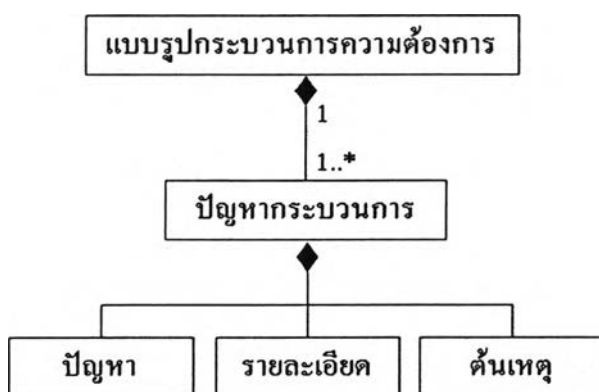 แบบรูปกระบวนการความต้องการ
1
1..*
ปัญหากระบวนการ
ปัญหา
รายละเอียด
ต้นเหตุ